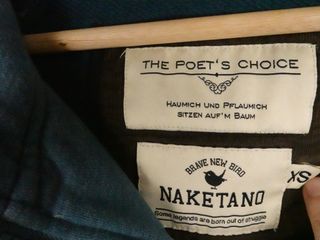 THE POET'S CHOICE
HAUMICH UND PFLAUMICH
SITZEN AUF'M BAUM
BRAVE NEW BIRD
NAKETANO
Some legends are born out of struggle
XS